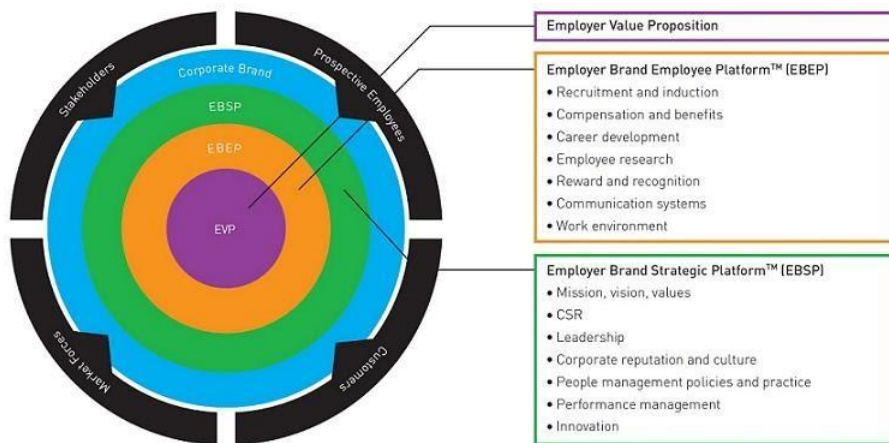 Stakeholders
Prospective Employees
Corporate Brand
EBSP
EBEP
EVP
Market Forces
Customers
Employer Value Proposition
Employer Brand Employee Platform™ (EBEP)
• Recruitment and induction
• Compensation and benefits
• Career development
• Employee research
• Reward and recognition
• Communication systems
• Work environment
Employer Brand Strategic Platform™ (EBSP)
• Mission, vision, values
• CSR
• Leadership
• Corporate reputation and culture
• People management policies and practice
• Performance management
• Innovation